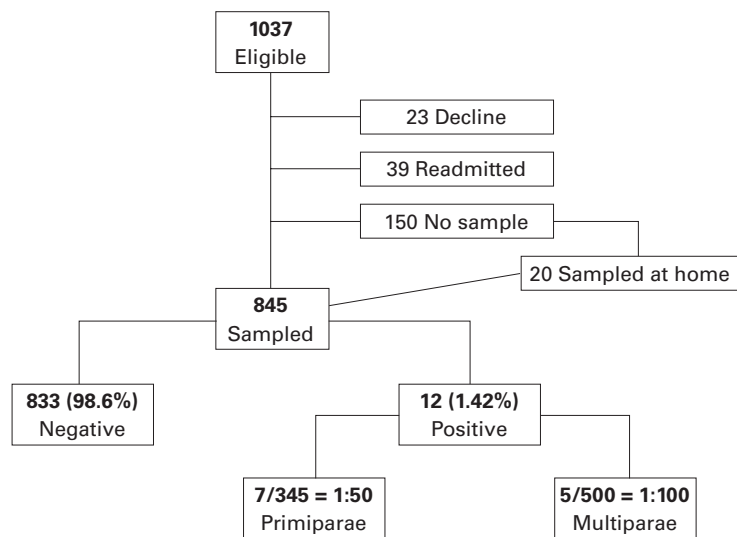 1037
Eligible
23 Decline
39 Readmitted
150 No sample
20 Sampled at home
845
Sampled
833 (98.6%)
Negative
12 (1.42%)
Positive
7/345 = 1:50
Primiparae
5/500 = 1:100
Multiparae